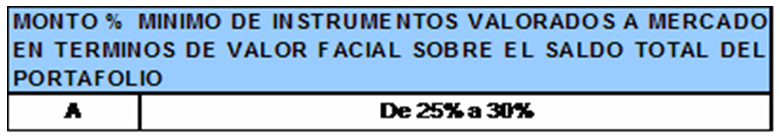 MONTO % MINIMO DE INSTRUMENTOS VALORADOS A MERCADO
EN TERMINOS DE VALOR FACIAL SOBRE EL SALDO TOTAL DEL
PORTAFOLIO
A De 25% a 30%